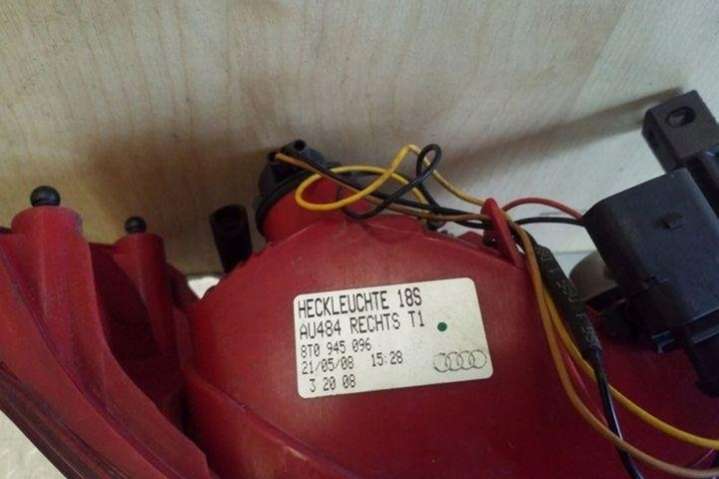 HECKLEUCHTE 18S
AU484 RECHTS T1
8T0 945 096
21/05/08 15:28
3 20 08